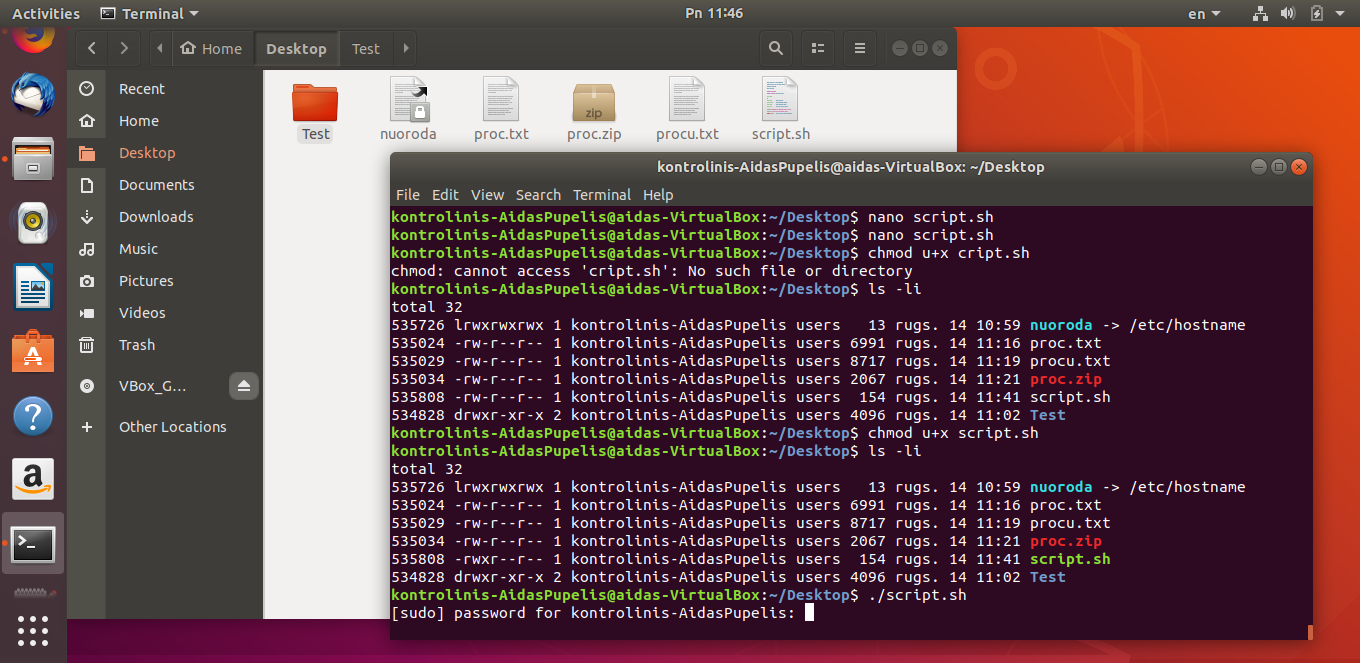 Activities Terminal Pn 11:46 en
Home Desktop Test
Recent
Home
Desktop
Documents
Downloads
Music
Pictures
Videos
Trash
VBox_G...
Other Locations
Test nuoroda proc.txt proc.zip procu.txt script.sh
zip
kontrolinis-AidasPupelis@aidas-VirtualBox: ~/Desktop
File Edit View Search Terminal Help
kontrolinis-AidasPupelis@aidas-VirtualBox:~/Desktop$ nano script.sh
kontrolinis-AidasPupelis@aidas-VirtualBox:~/Desktop$ nano script.sh
kontrolinis-AidasPupelis@aidas-VirtualBox:~/Desktop$ chmod u+x cript.sh
chmod: cannot access 'cript.sh': No such file or directory
kontrolinis-AidasPupelis@aidas-VirtualBox:~/Desktop$ ls -li
total 32
535726 lrwxrwxrwx 1 kontrolinis-AidasPupelis users   13 rugs. 14 10:59 nuoroda -> /etc/hostname
535024 -rw-r--r-- 1 kontrolinis-AidasPupelis users 6991 rugs. 14 11:16 proc.txt
535029 -rw-r--r-- 1 kontrolinis-AidasPupelis users 8717 rugs. 14 11:19 procu.txt
535034 -rw-r--r-- 1 kontrolinis-AidasPupelis users 2067 rugs. 14 11:21 proc.zip
535808 -rw-r--r-- 1 kontrolinis-AidasPupelis users  154 rugs. 14 11:41 script.sh
534828 drwxr-xr-x 2 kontrolinis-AidasPupelis users 4096 rugs. 14 11:02 Test
kontrolinis-AidasPupelis@aidas-VirtualBox:~/Desktop$ chmod u+x script.sh
kontrolinis-AidasPupelis@aidas-VirtualBox:~/Desktop$ ls -li
total 32
535726 lrwxrwxrwx 1 kontrolinis-AidasPupelis users   13 rugs. 14 10:59 nuoroda -> /etc/hostname
535024 -rw-r--r-- 1 kontrolinis-AidasPupelis users 6991 rugs. 14 11:16 proc.txt
535029 -rw-r--r-- 1 kontrolinis-AidasPupelis users 8717 rugs. 14 11:19 procu.txt
535034 -rw-r--r-- 1 kontrolinis-AidasPupelis users 2067 rugs. 14 11:21 proc.zip
535808 -rwxr--r-- 1 kontrolinis-AidasPupelis users  154 rugs. 14 11:41 script.sh
534828 drwxr-xr-x 2 kontrolinis-AidasPupelis users 4096 rugs. 14 11:02 Test
kontrolinis-AidasPupelis@aidas-VirtualBox:~/Desktop$ ./script.sh
[sudo] password for kontrolinis-AidasPupelis: